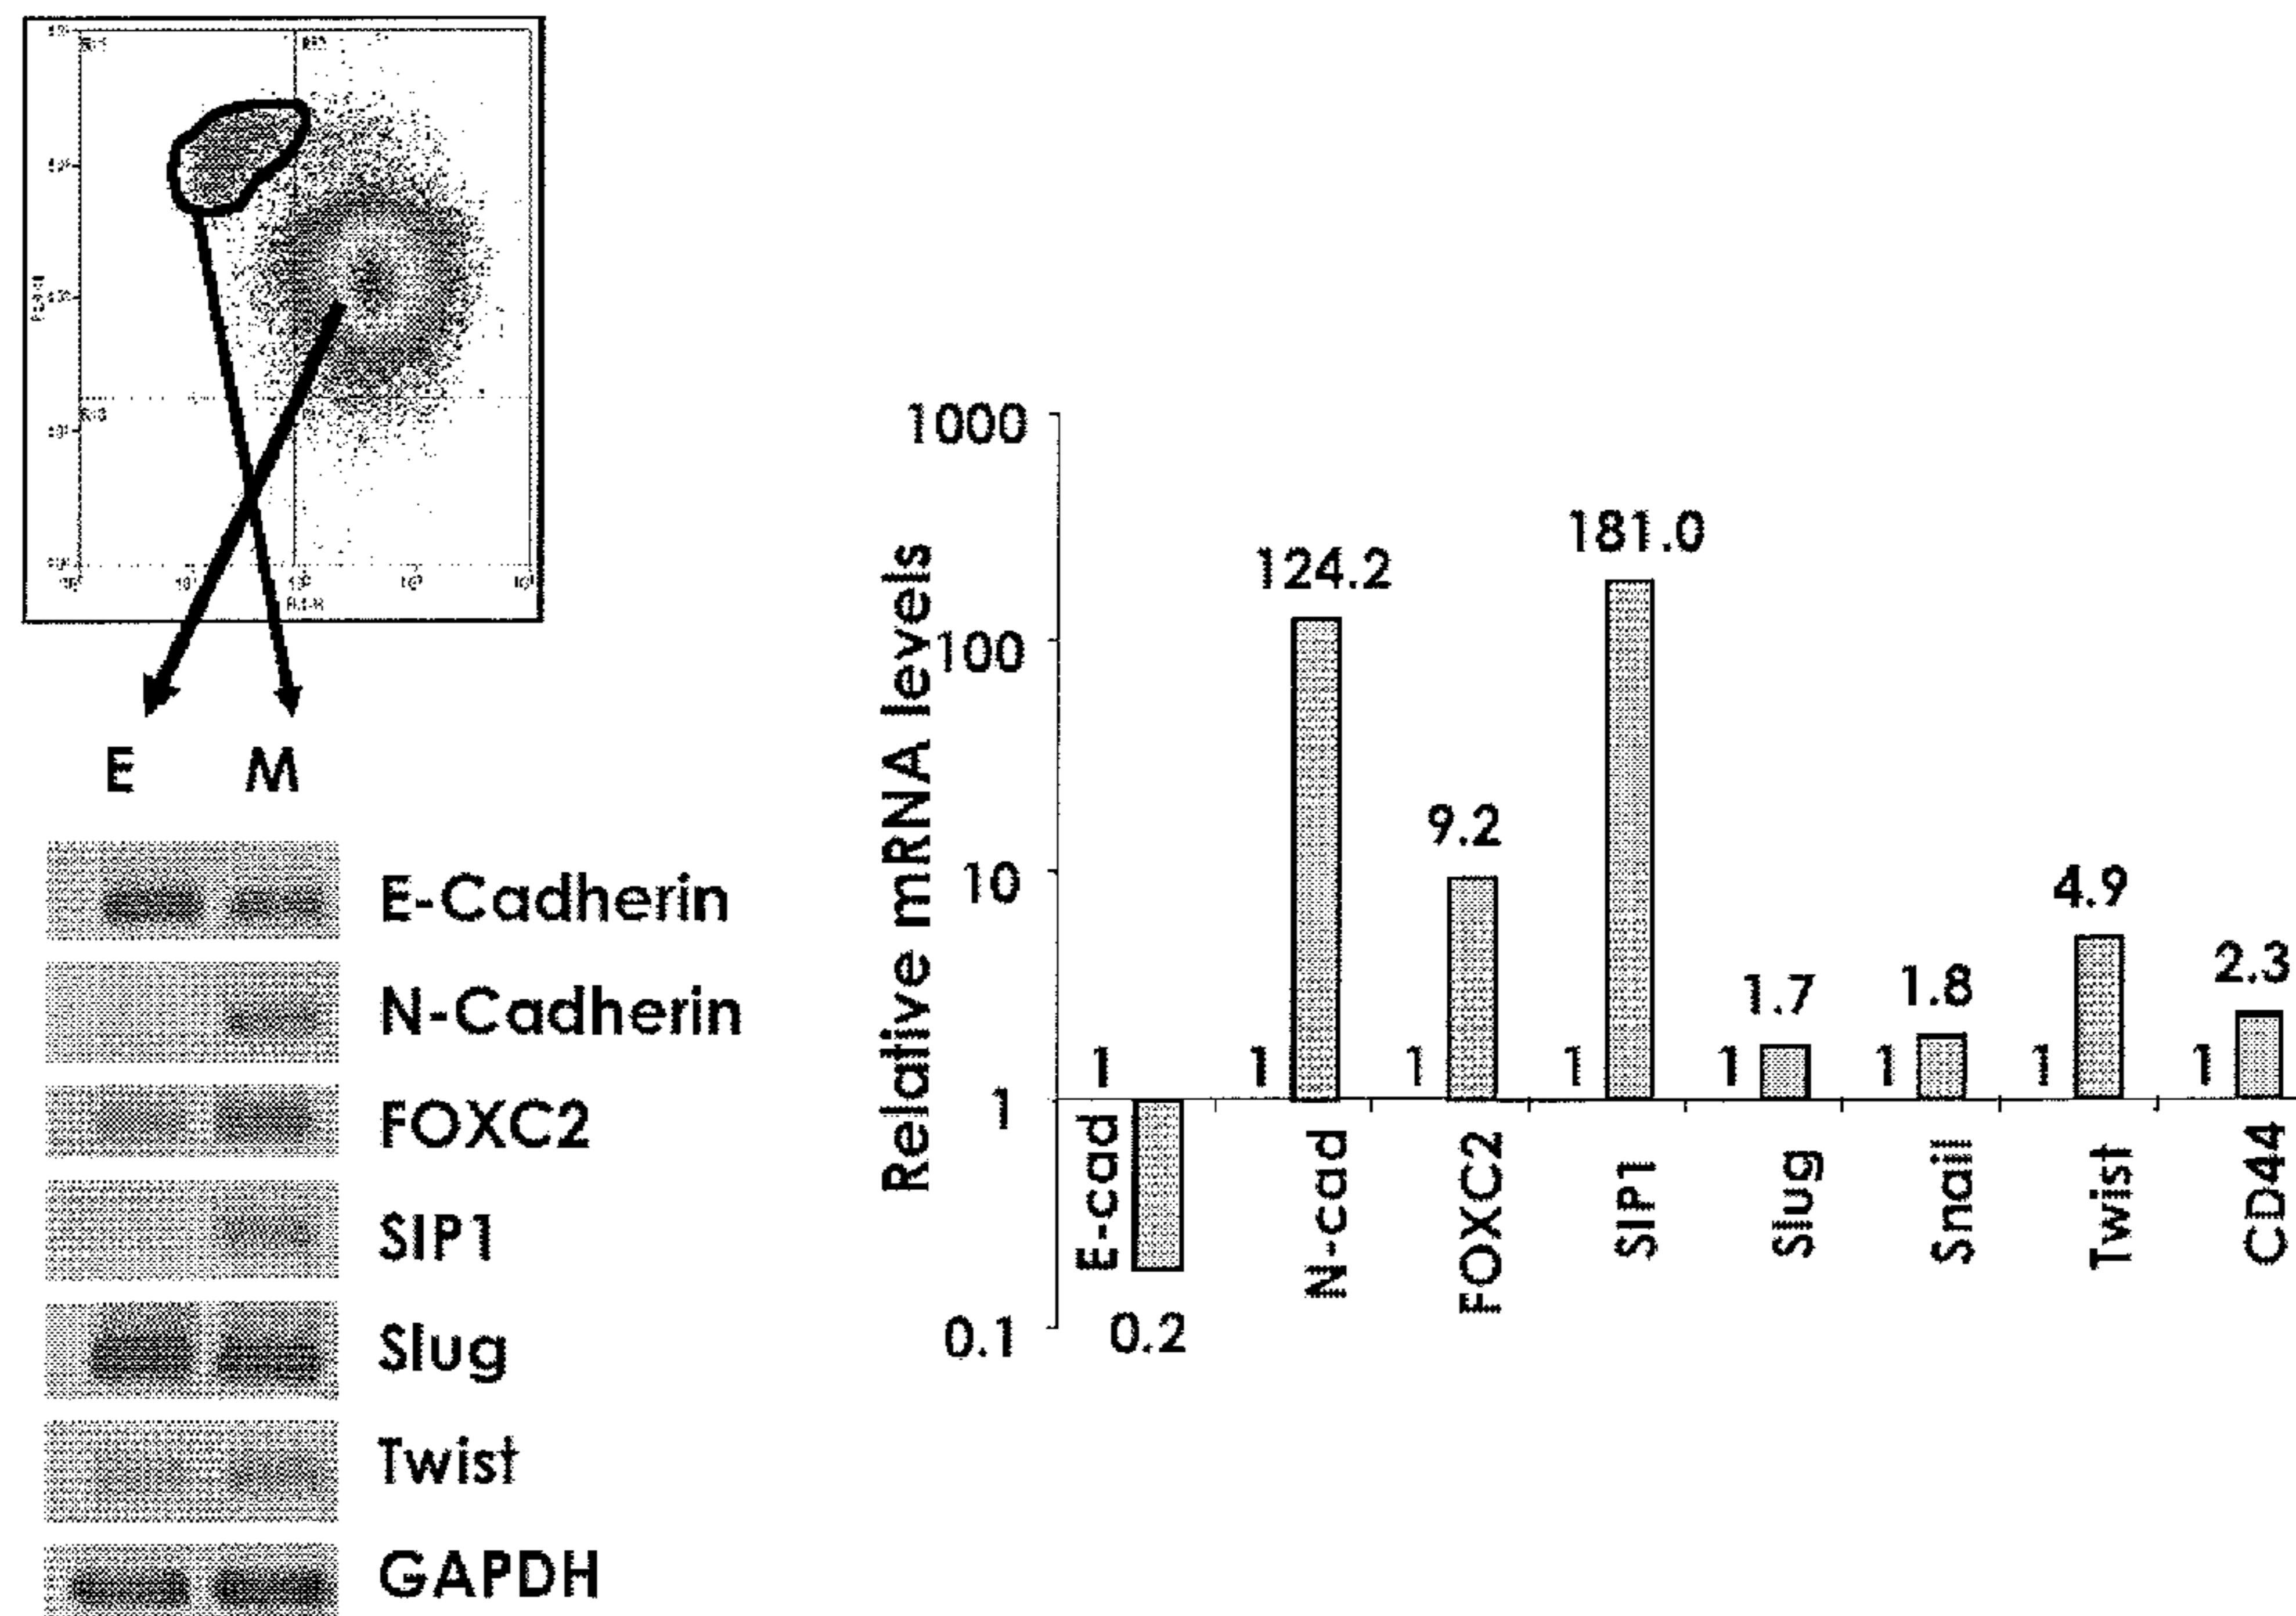 E M
E-Cadherin
N-Cadherin
FOXC2
SIP1
Slug
Twist
GAPDH
Relative mRNA levels
1000
100
10
1
0.1
1
0.2
1
124.2
1
9.2
1
181.0
1
1.7
1
1.8
1
4.9
1
2.3
E-cad
N-cad
FOXC2
SIP1
Slug
Snail
Twist
CD44